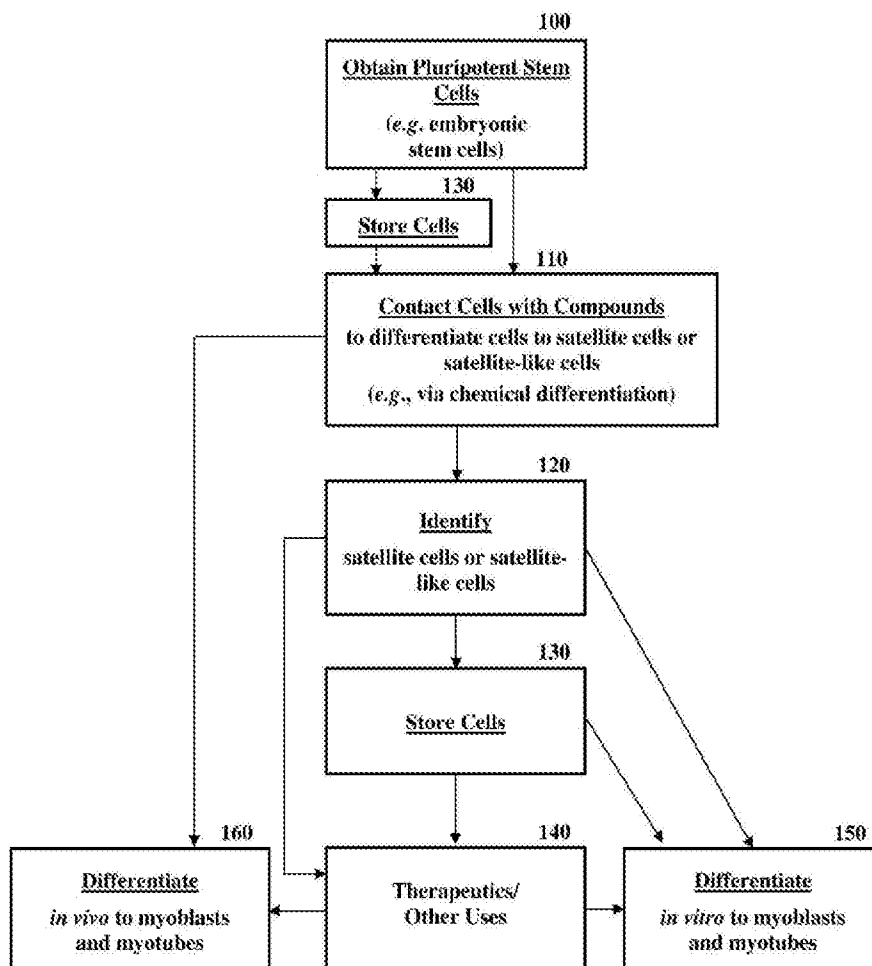 100
Obtain Pluripotent Stem
Cells
(e.g. embryonic
stem cells)
130
Store Cells
110
Contact Cells with Compounds
to differentiate cells to satellite cells or
satellite-like cells
(e.g., via chemical differentiation)
120
Identify
satellite cells or satellite-
like cells
130
Store Cells
160
Differentiate
in vivo to myoblasts
and myotubes
140
Therapeutics/
Other Uses
150
Differentiate
in vitro to myoblasts
and myotubes